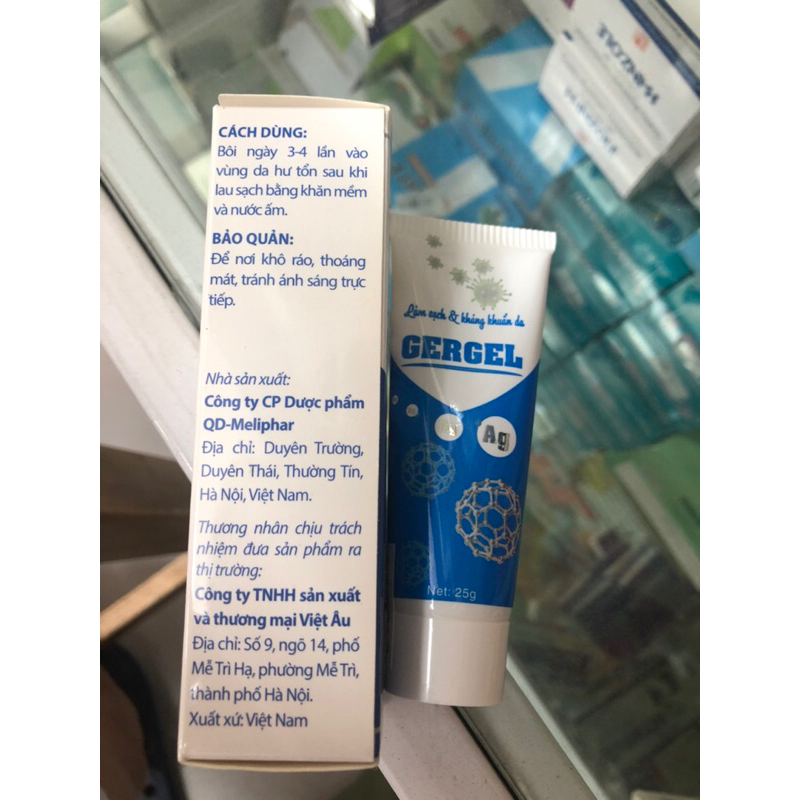 CÁCH DÙNG:
Bôi ngày 3-4 lần vào
vùng da hư tổn sau khi
lau sạch bằng khăn mềm
và nước ấm.
BẢO QUẢN:
Để nơi khô ráo, thoáng
mát, tránh ánh sáng trực
tiếp.
Nhà sản xuất:
Công ty CP Dược phẩm
QD-Meliphar
Địa chỉ: Duyên Trường,
Duyên Thái, Thường Tín,
Hà Nội, Việt Nam.
Thương nhân chịu trách
nhiệm đưa sản phẩm ra
thị trường:
Công ty TNHH sản xuất
và thương mại Việt Âu
Địa chỉ: Số 9, ngõ 14, phố
Mễ Trì Hạ, phường Mễ Trì,
thành phố Hà Nội.
Xuất xứ: Việt Nam
Làm sạch & kháng khuẩn da
GERGEL
Ag
Net: 25g